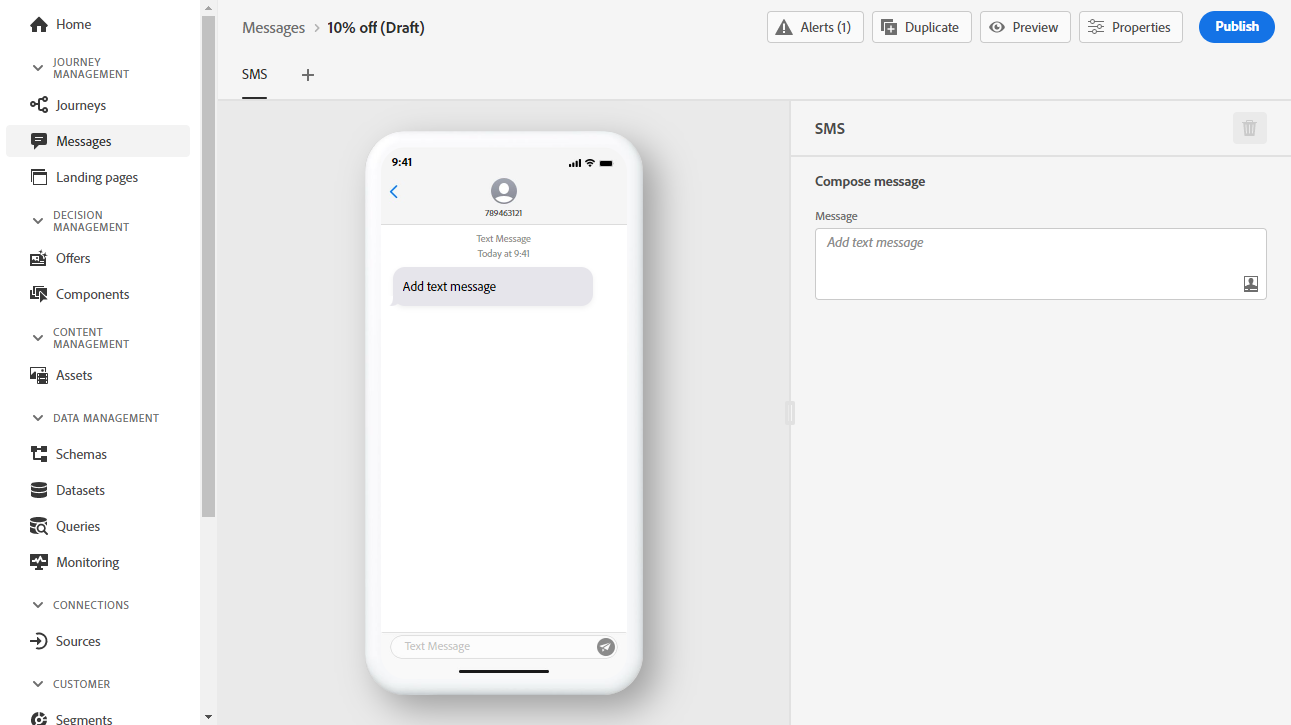 Home
JOURNEY
MANAGEMENT
Journeys
Messages
Landing pages
DECISION
MANAGEMENT
Offers
Components
CONTENT
MANAGEMENT
Assets
DATA MANAGEMENT
Schemas
Datasets
Queries
Monitoring
CONNECTIONS
Sources
CUSTOMER
Segments
Messages > 10% off (Draft)
Alerts (1)
Duplicate
Preview
Properties
Publish
SMS
9:41
789463121
Text Message
Today at 9:41
Add text message
Text Message
SMS
Compose message
Message
Add text message